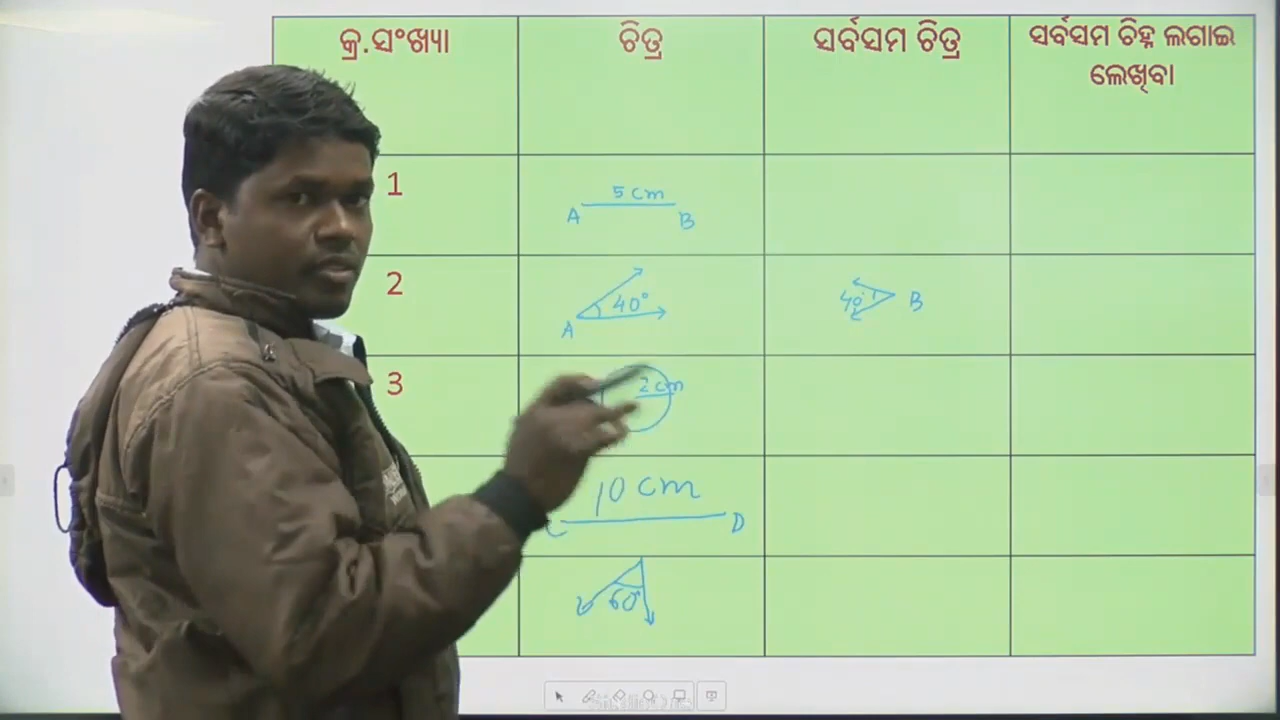 କ୍ର.ସଂଖ୍ୟା ଚିତ୍ର ସର୍ବସମ ଚିତ୍ର ସର୍ବସମ ଚିହ୍ନ ଲଗାଇ
ଲେଖିବା
1 5 cm
A B
2 40° 40° B
A
3 2 cm
10 cm
C D
60°